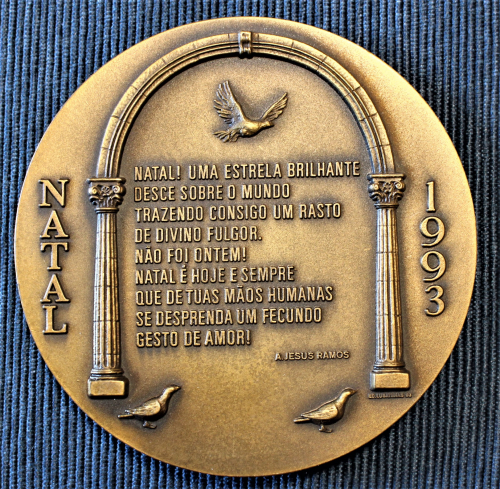 NATAL
NATAL! UMA ESTRELA BRILHANTE
DESCE SOBRE O MUNDO
TRAZENDO CONSIGO UM RASTO
DE DIVINO FULGOR.
NÃO FOI ONTEM!
NATAL É HOJE E SEMPRE
QUE DE TUAS MÃOS HUMANAS
SE DESPRENDA UM FECUNDO
GESTO DE AMOR!
A. JESUS RAMOS
1993